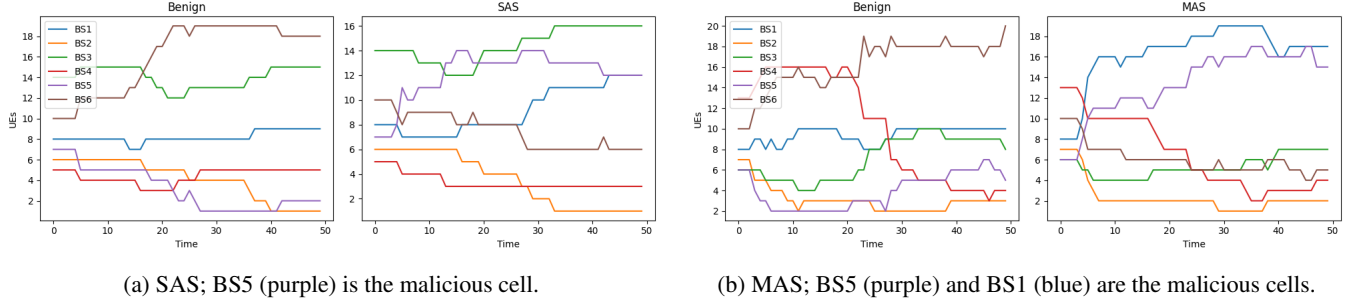 Benign
SAS
Benign
MAS
18
16
14
12
10
8
6
4
2
UEs
BS1
BS2
BS3
BS4
BS5
BS6
0 10 20 30 40 50
Time
16
14
12
10
8
6
4
2
0 10 20 30 40 50
Time
20
18
16
14
12
10
8
6
4
2
UEs
BS1
BS2
BS3
BS4
BS5
BS6
0 10 20 30 40 50
Time
18
16
14
12
10
8
6
4
2
0 10 20 30 40 50
Time
(a) SAS; BS5 (purple) is the malicious cell.
(b) MAS; BS5 (purple) and BS1 (blue) are the malicious cells.